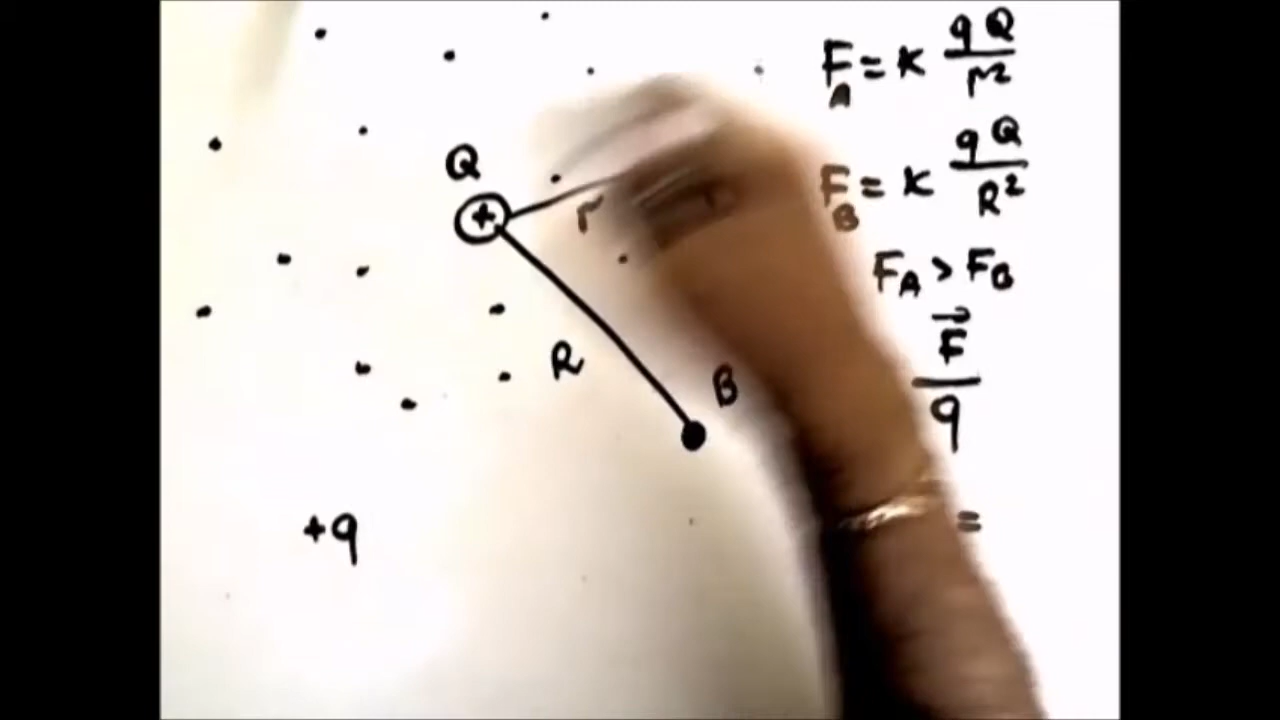 F_A = K qQ/r²
Q
+
r
F_B = K qQ/R²
F_A > F_B
R
B
F⃗/q
+q
=